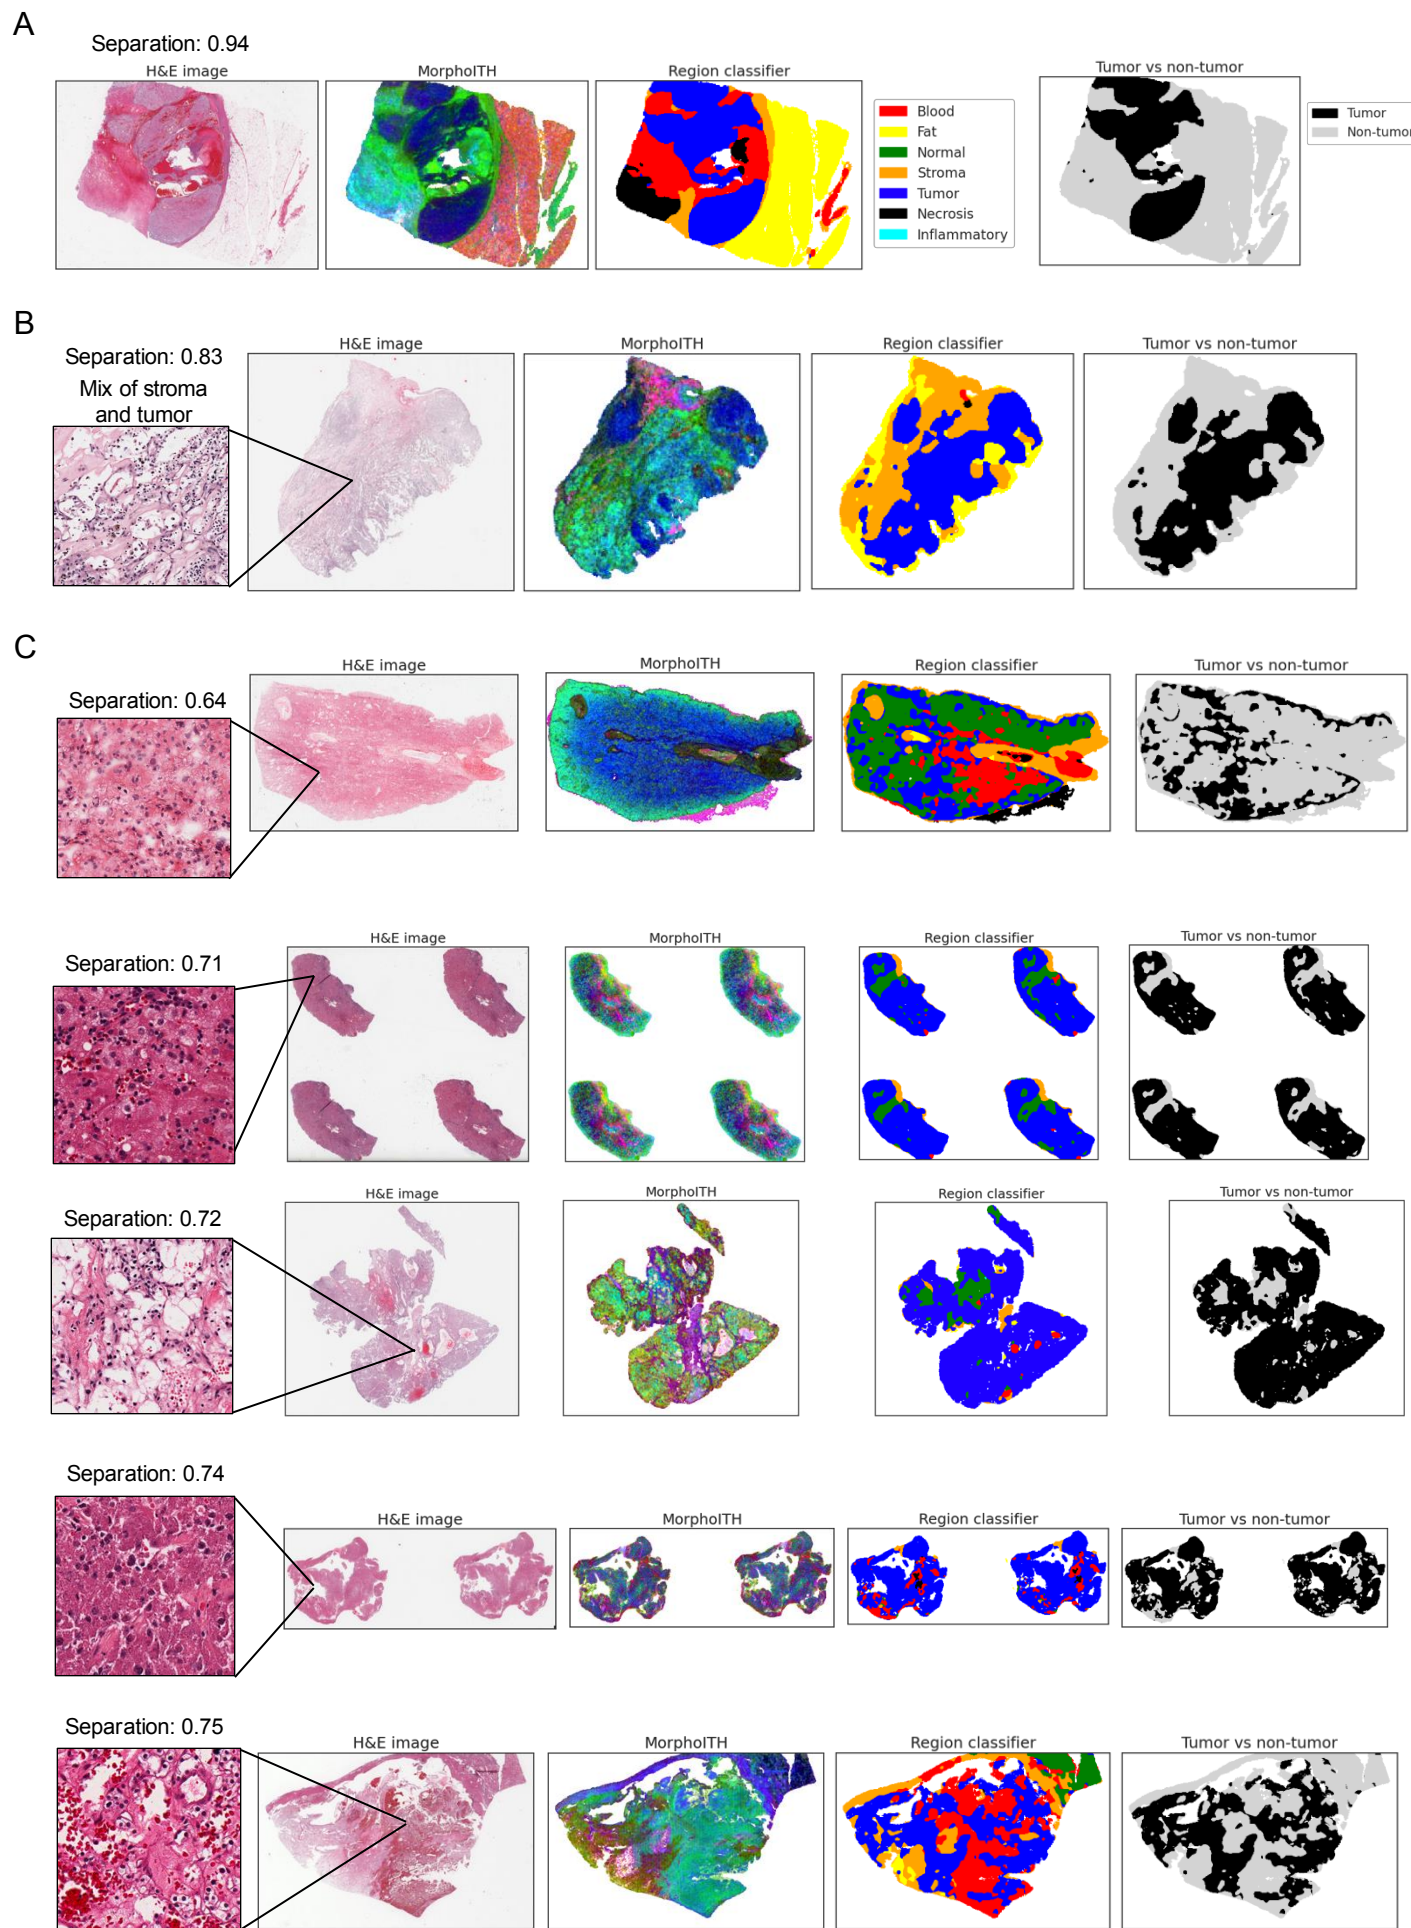 A
Separation: 0.94
H&E image
MorphoITH
Region classifier
Tumor vs non-tumor
Blood
Fat
Normal
Stroma
Tumor
Necrosis
Inflammatory
Tumor
Non-tumor
B
Separation: 0.83
Mix of stroma
and tumor
H&E image
MorphoITH
Region classifier
Tumor vs non-tumor
C
Separation: 0.64
H&E image
MorphoITH
Region classifier
Tumor vs non-tumor
Separation: 0.71
H&E image
MorphoITH
Region classifier
Tumor vs non-tumor
Separation: 0.72
H&E image
MorphoITH
Region classifier
Tumor vs non-tumor
Separation: 0.74
H&E image
MorphoITH
Region classifier
Tumor vs non-tumor
Separation: 0.75
H&E image
MorphoITH
Region classifier
Tumor vs non-tumor